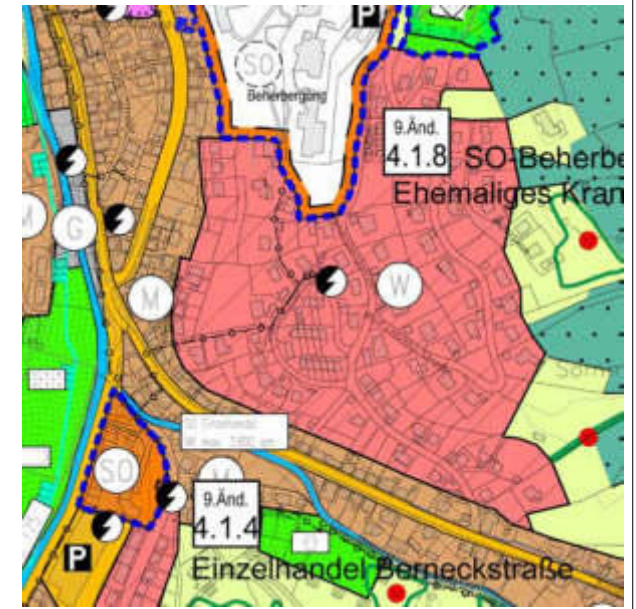 P
SO
Beherbergung
9.Änd.
4.1.8
SO-Beherbe
Ehemaliges Kran
M
G
W
M
SO
M
9.Änd.
4.1.4
P
Einzelhandel Berneckstraße